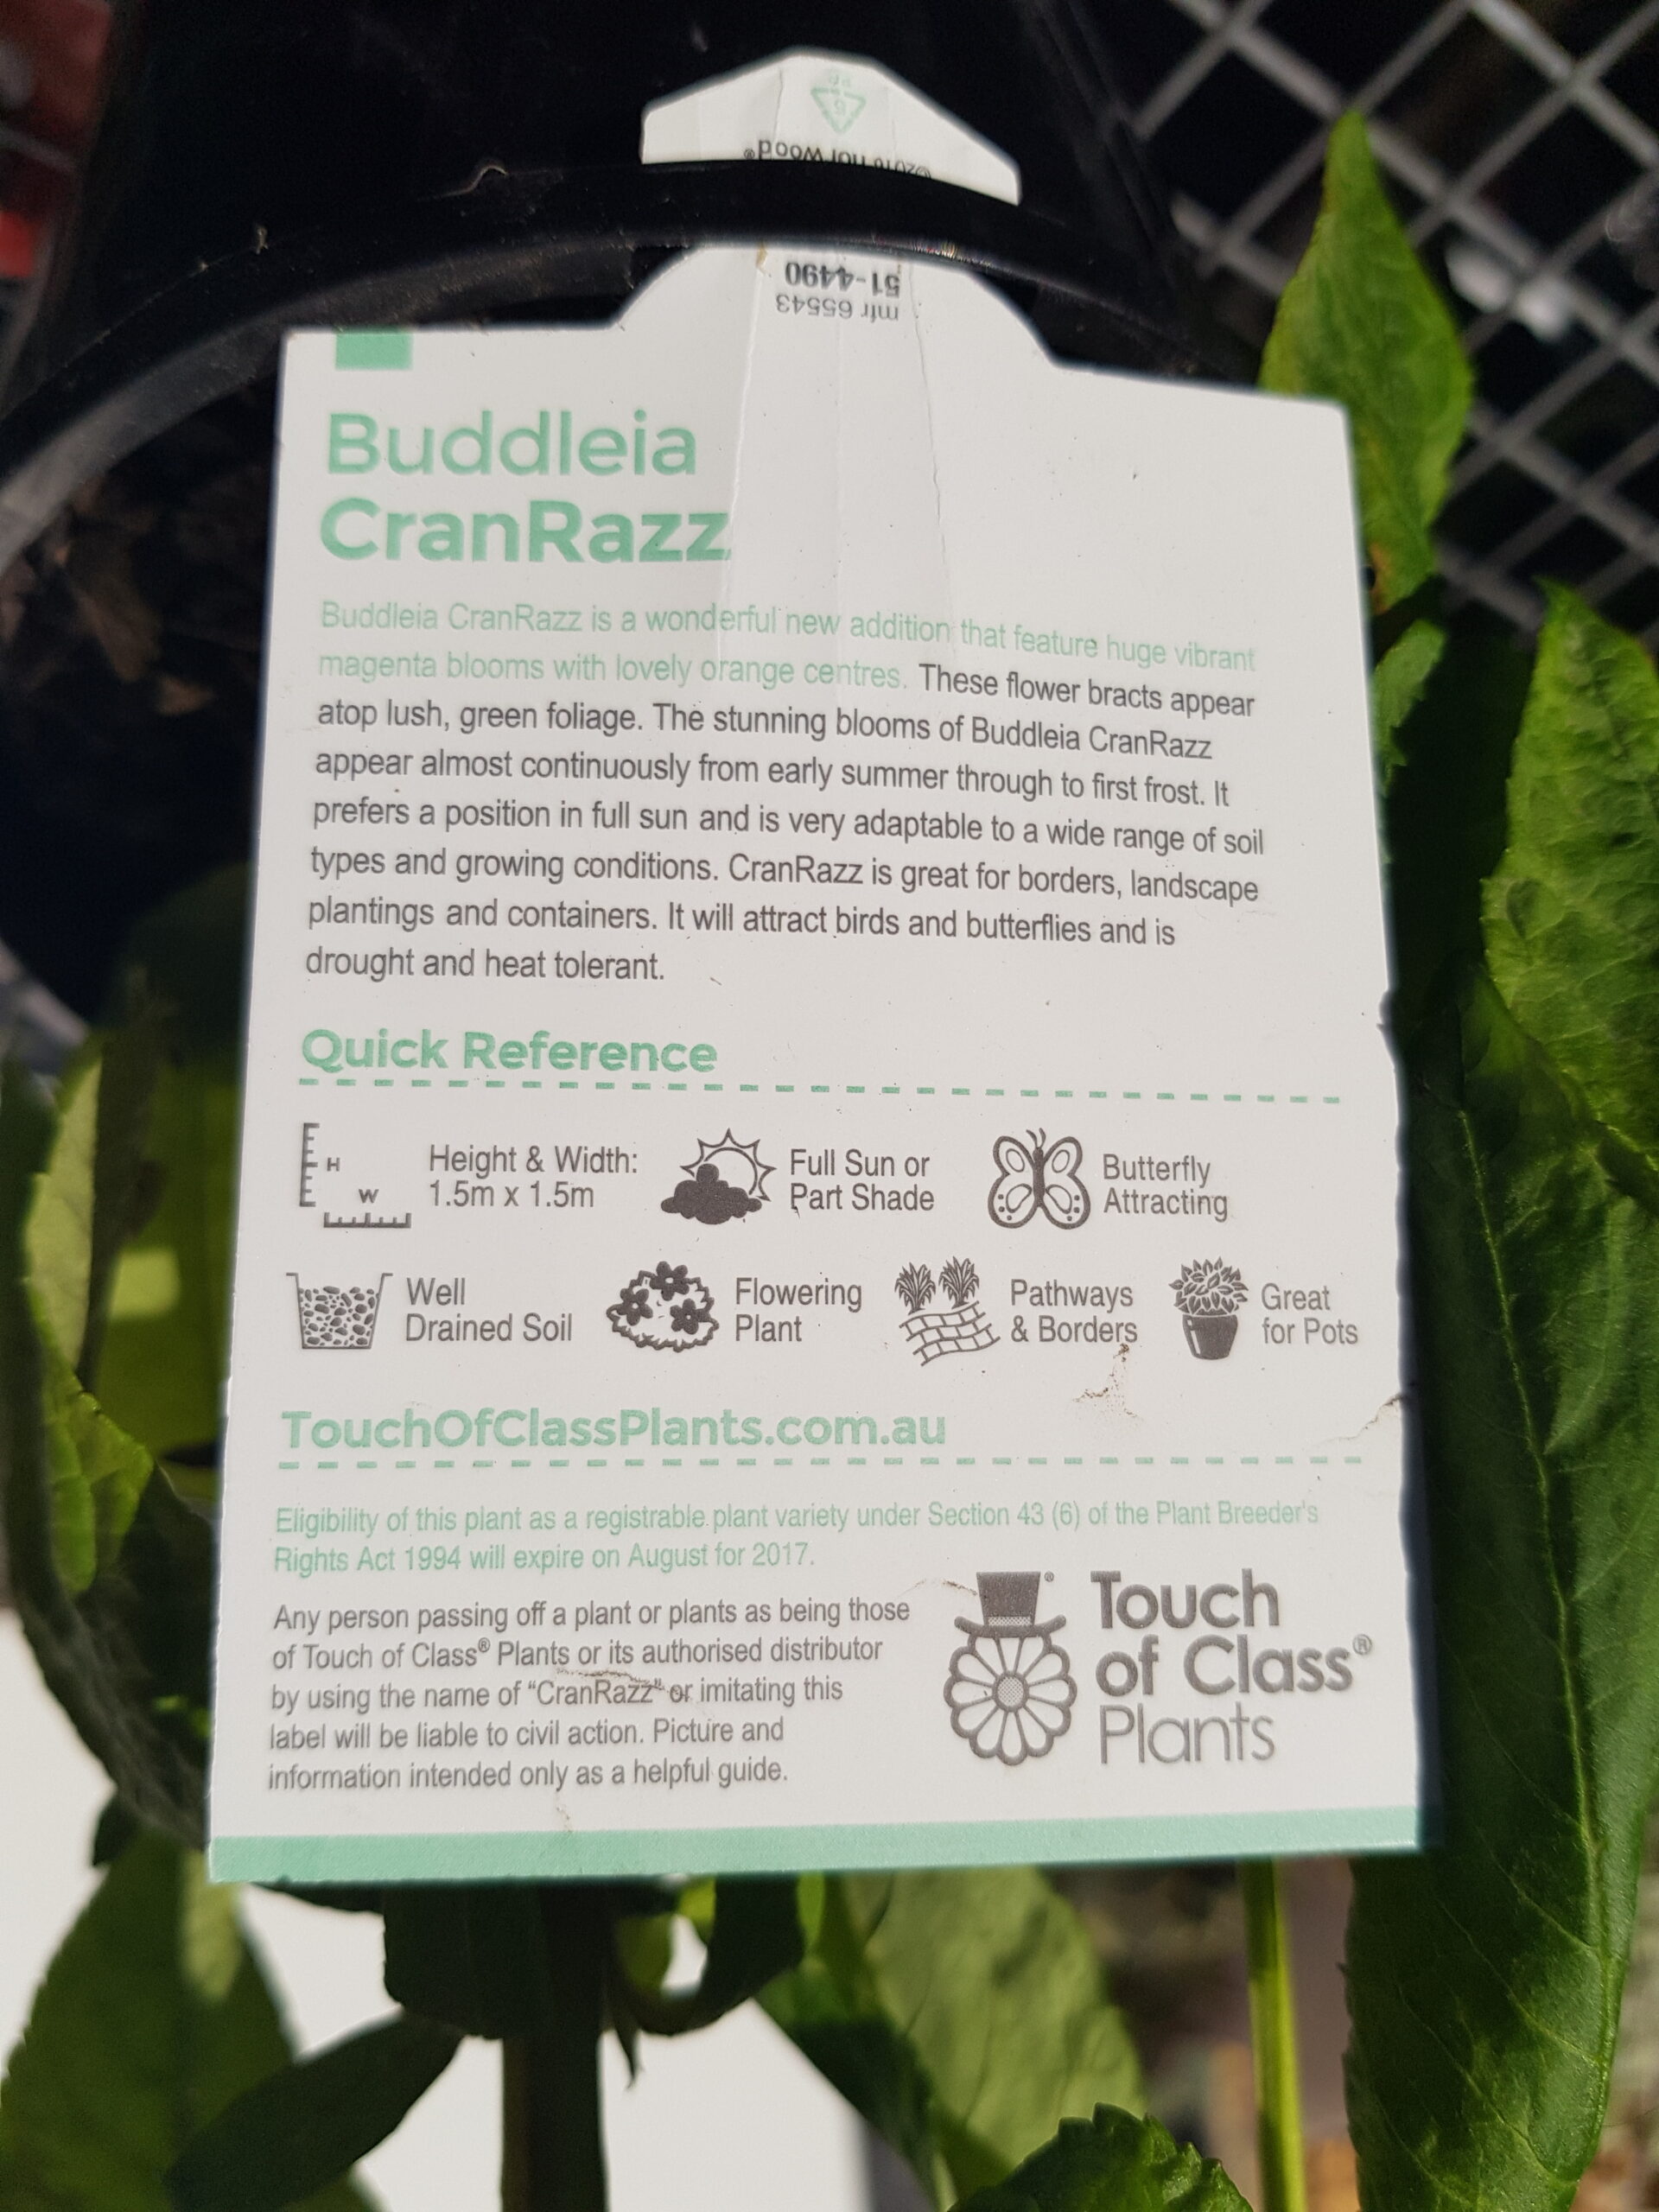 ©2016 nor'wood®
51-4490
mfr 65543
Buddleia
CranRazz
Buddleia CranRazz is a wonderful new addition that feature huge vibrant
magenta blooms with lovely orange centres. These flower bracts appear
atop lush, green foliage. The stunning blooms of Buddleia CranRazz
appear almost continuously from early summer through to first frost. It
prefers a position in full sun and is very adaptable to a wide range of soil
types and growing conditions. CranRazz is great for borders, landscape
plantings and containers. It will attract birds and butterflies and is
drought and heat tolerant.
Quick Reference
H
W
Height & Width:
1.5m x 1.5m
Full Sun or
Part Shade
Butterfly
Attracting
Well
Drained Soil
Flowering
Plant
Pathways
& Borders
Great
for Pots
TouchOfClassPlants.com.au
Eligibility of this plant as a registrable plant variety under Section 43 (6) of the Plant Breeder's
Rights Act 1994 will expire on August for 2017.
Any person passing off a plant or plants as being those
of Touch of Class® Plants or its authorised distributor
by using the name of “CranRazz” or imitating this
label will be liable to civil action. Picture and
information intended only as a helpful guide.
Touch
of Class®
Plants